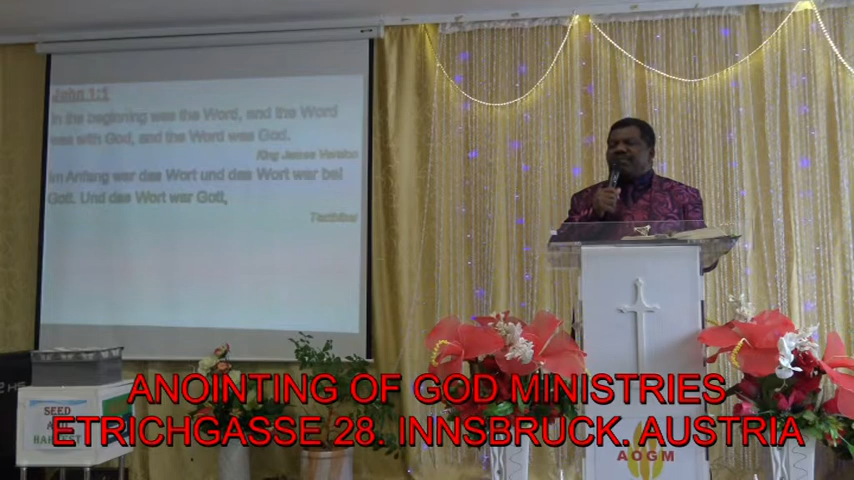 John 1:1
In the beginning was the Word, and the Word
was with God, and the Word was God.
King James Version
Im Anfang war das Wort und das Wort war bei
Gott. Und das Wort war Gott,
SEED
ANOINTING OF GOD MINISTRIES
ETRICHGASSE 28. INNSBRUCK. AUSTRIA
AOGM